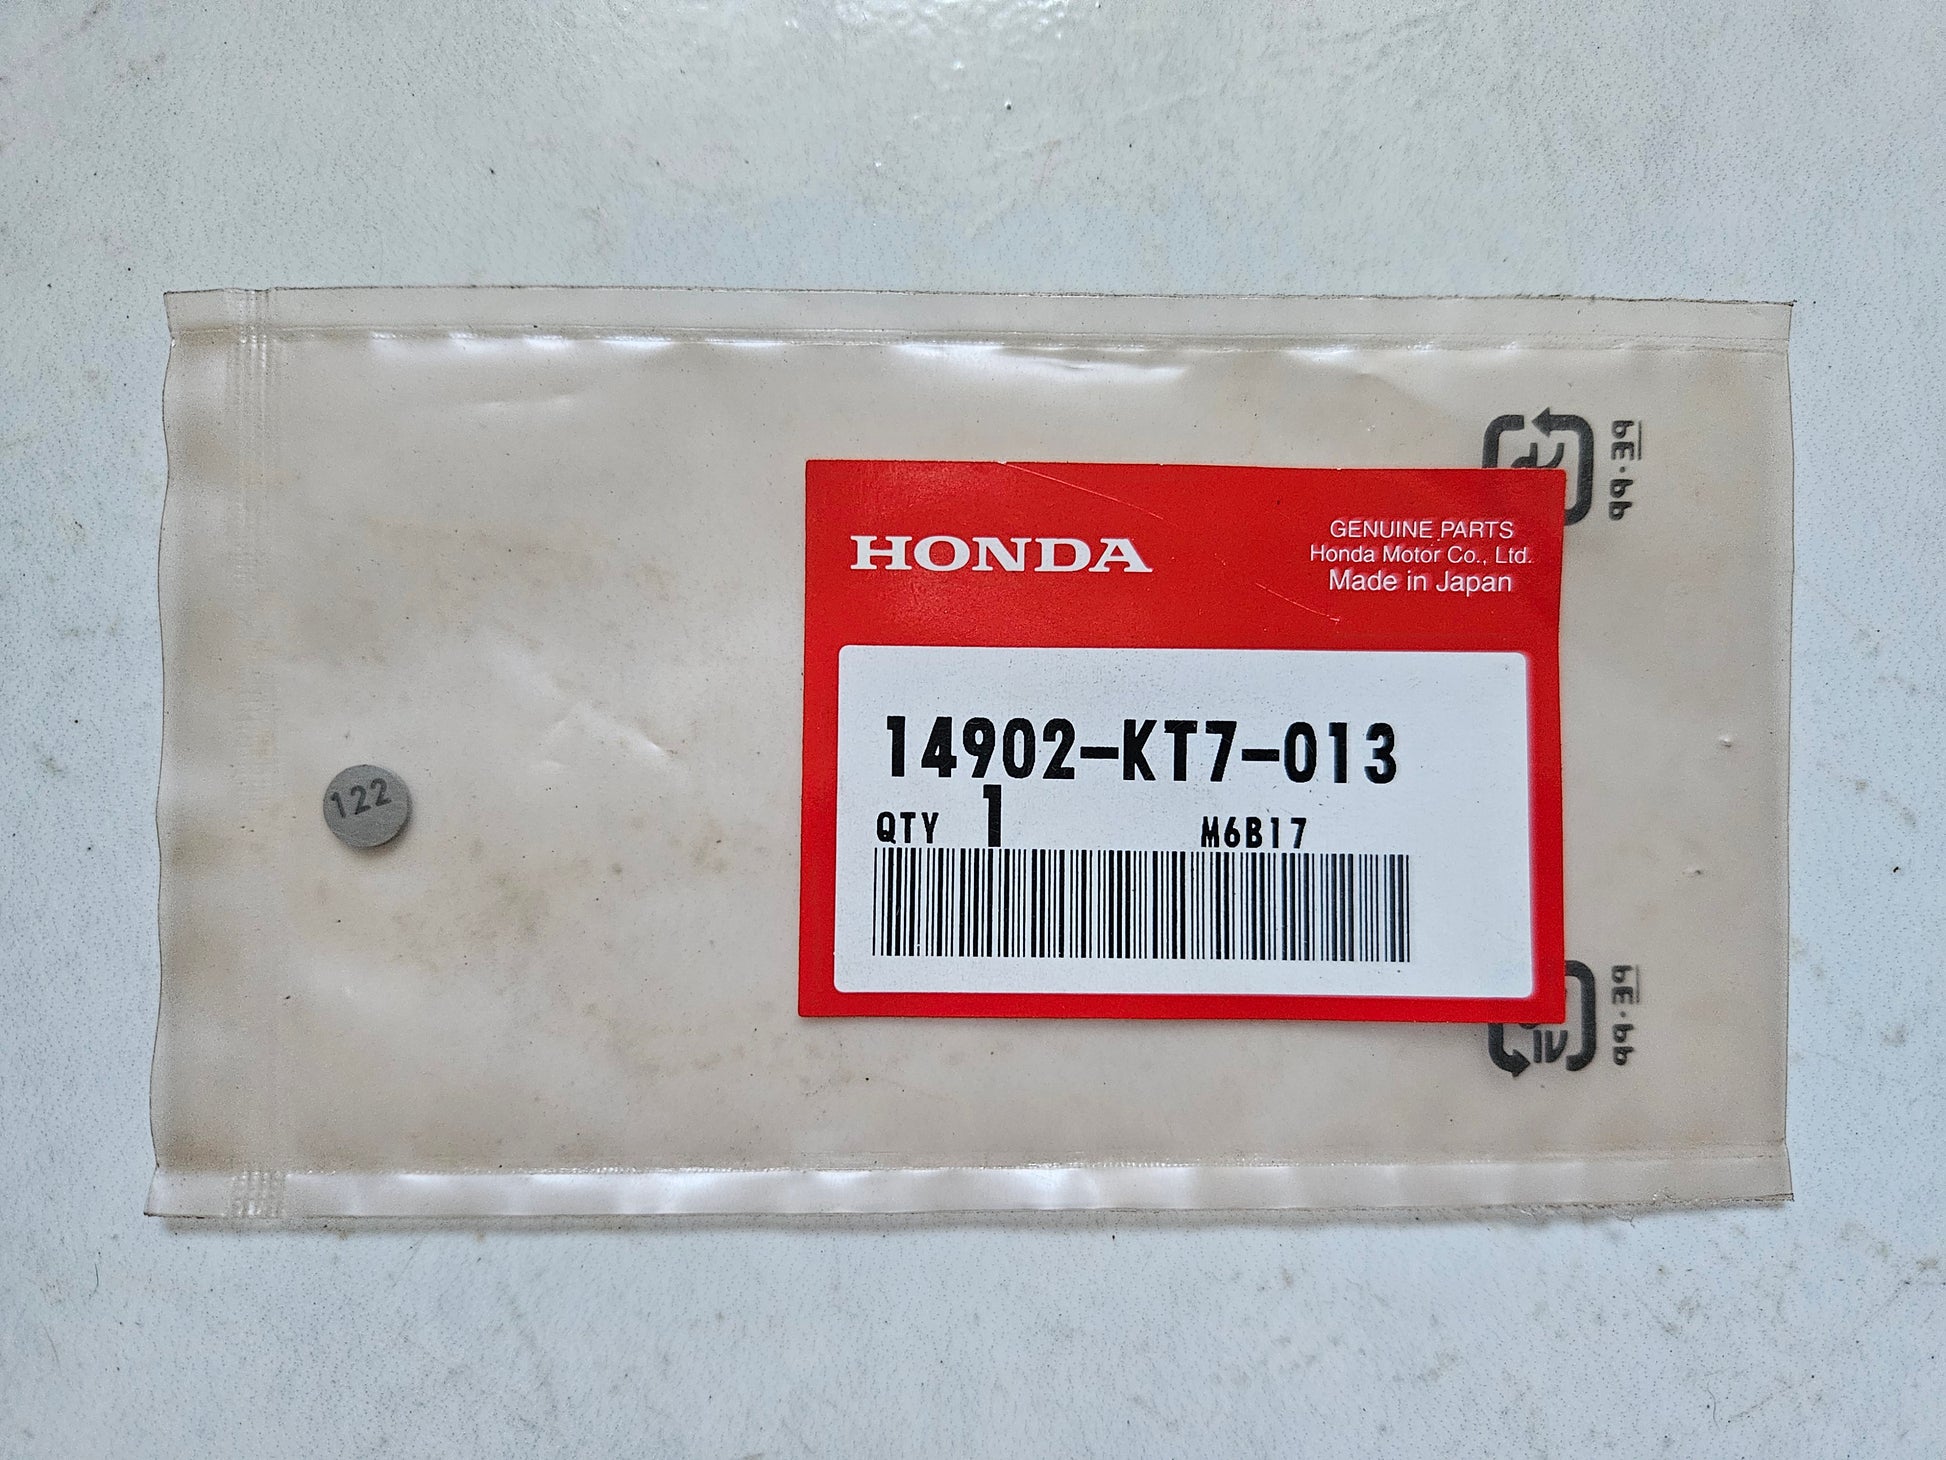 HONDA
GENUINE PARTS
Honda Motor Co., Ltd.
Made in Japan
14902-KT7-013
QTY 1 M6B17
122